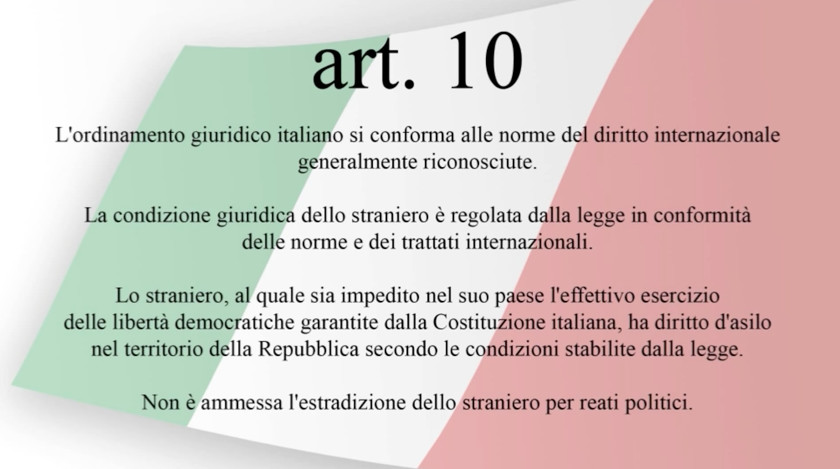 art. 10
L'ordinamento giuridico italiano si conforma alle norme del diritto internazionale
generalmente riconosciute.
La condizione giuridica dello straniero è regolata dalla legge in conformità
delle norme e dei trattati internazionali.
Lo straniero, al quale sia impedito nel suo paese l'effettivo esercizio
delle libertà democratiche garantite dalla Costituzione italiana, ha diritto d'asilo
nel territorio della Repubblica secondo le condizioni stabilite dalla legge.
Non è ammessa l'estradizione dello straniero per reati politici.